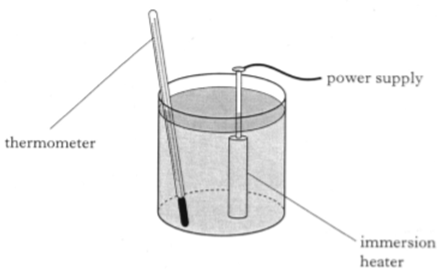 power supply
thermometer
immersion
heater